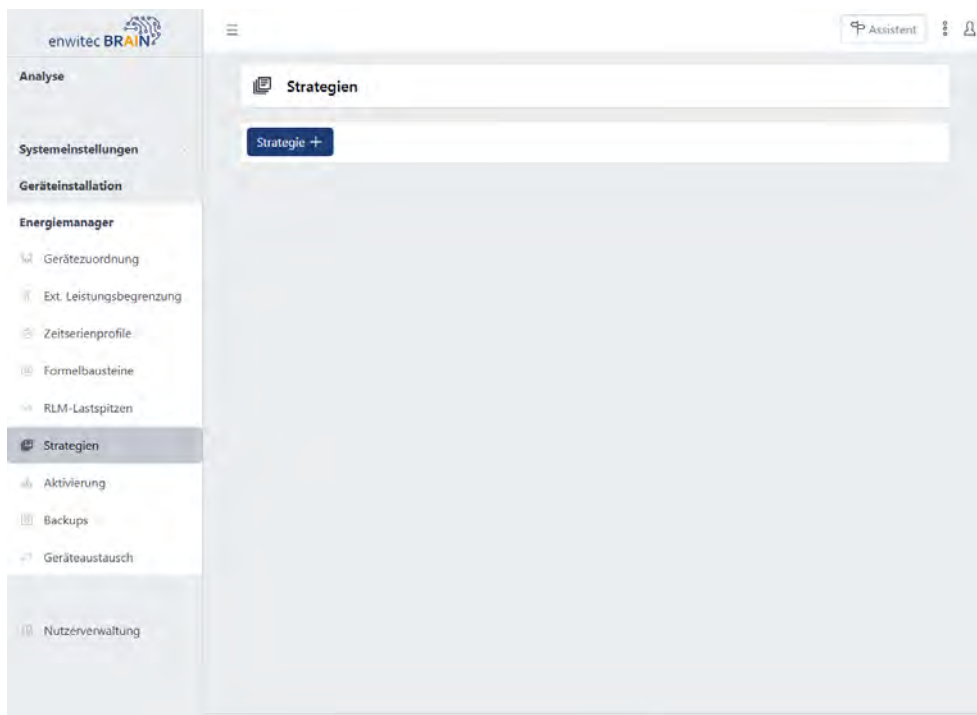 enwitec BRAIN
Assistent
Analyse
Strategien
Strategie +
Systemeinstellungen
Geräteinstallation
Energiemanager
Gerätezuordnung
Ext. Leistungsbegrenzung
Zeitserienprofile
Formelbausteine
RLM-Lastspitzen
Strategien
Aktivierung
Backups
Geräteaustausch
Nutzerverwaltung